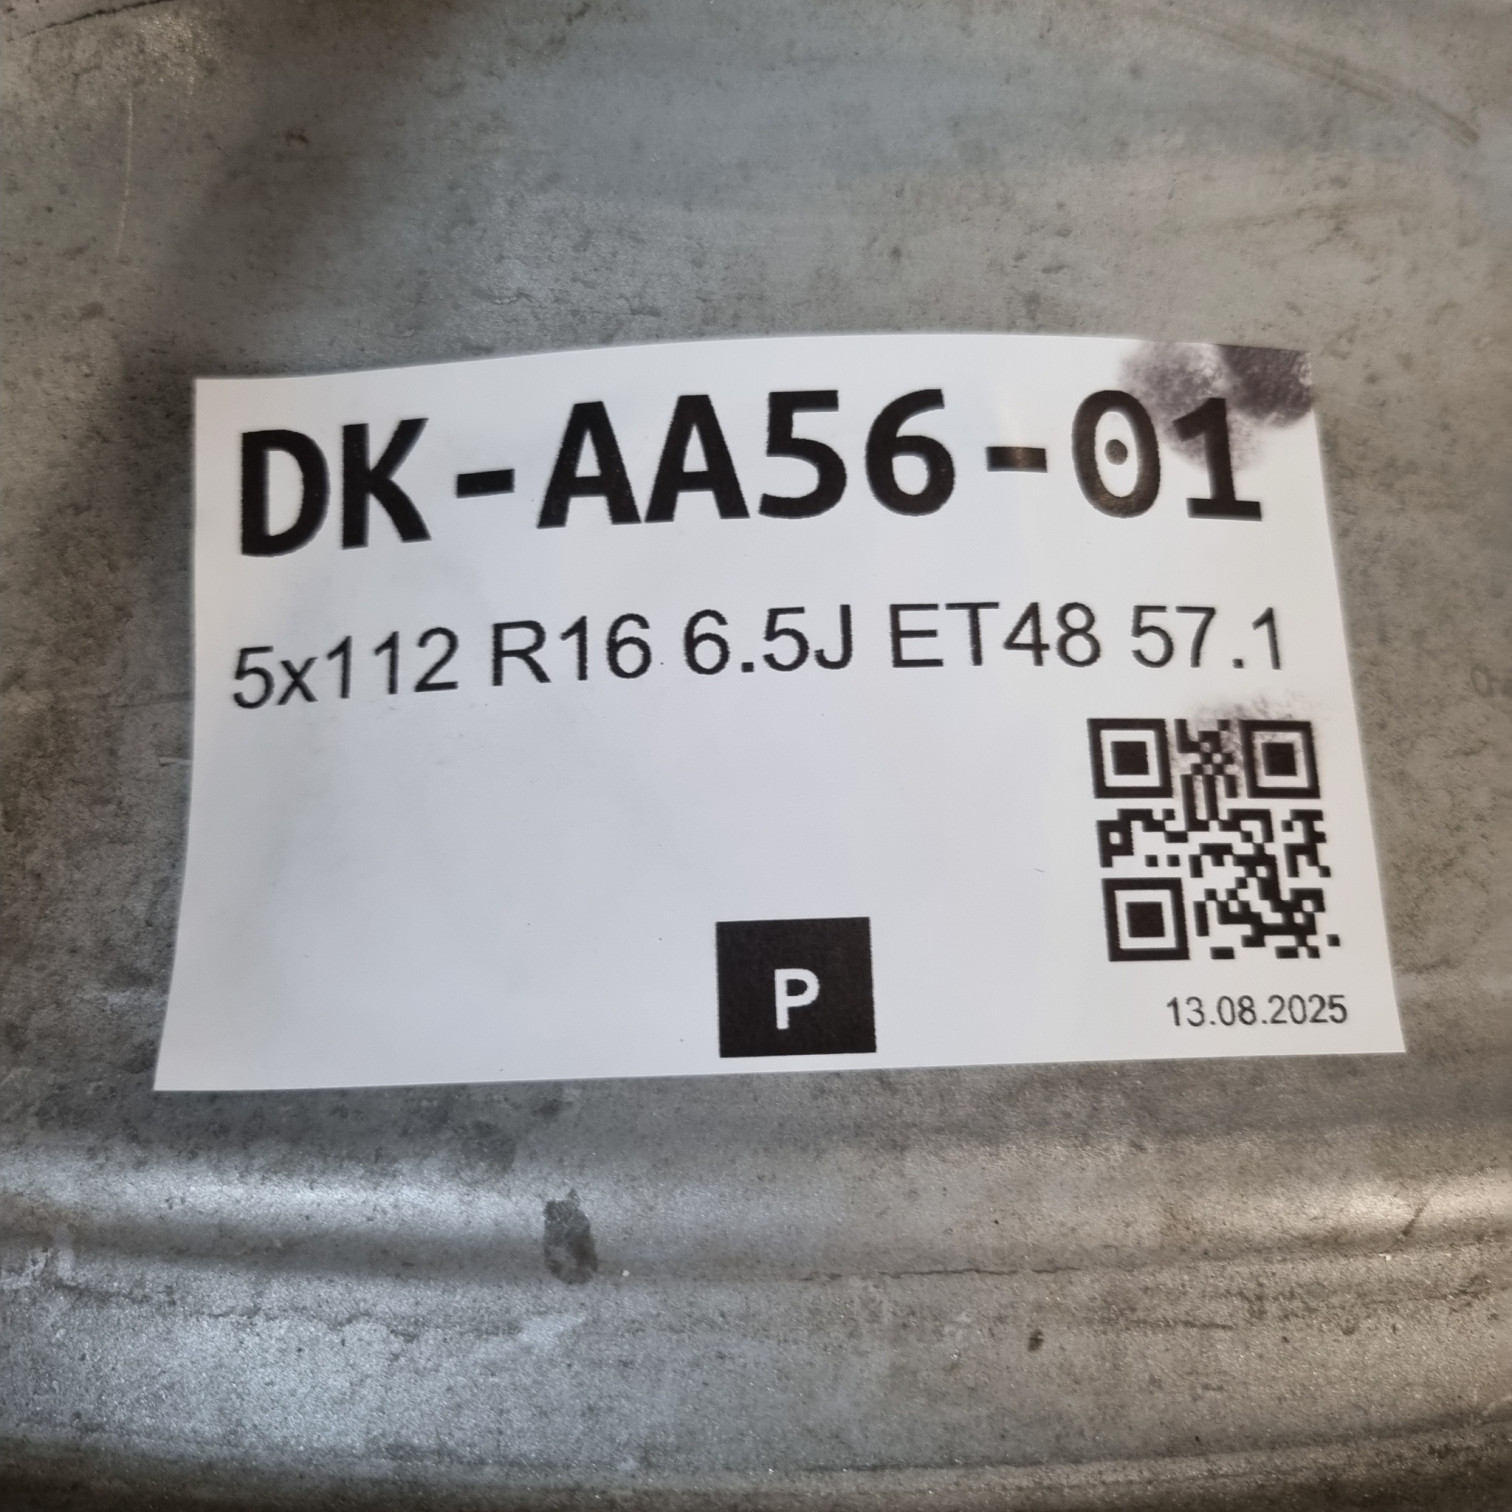 DK-AA56-01
5x112 R16 6.5J ET48 57.1
P
13.08.2025